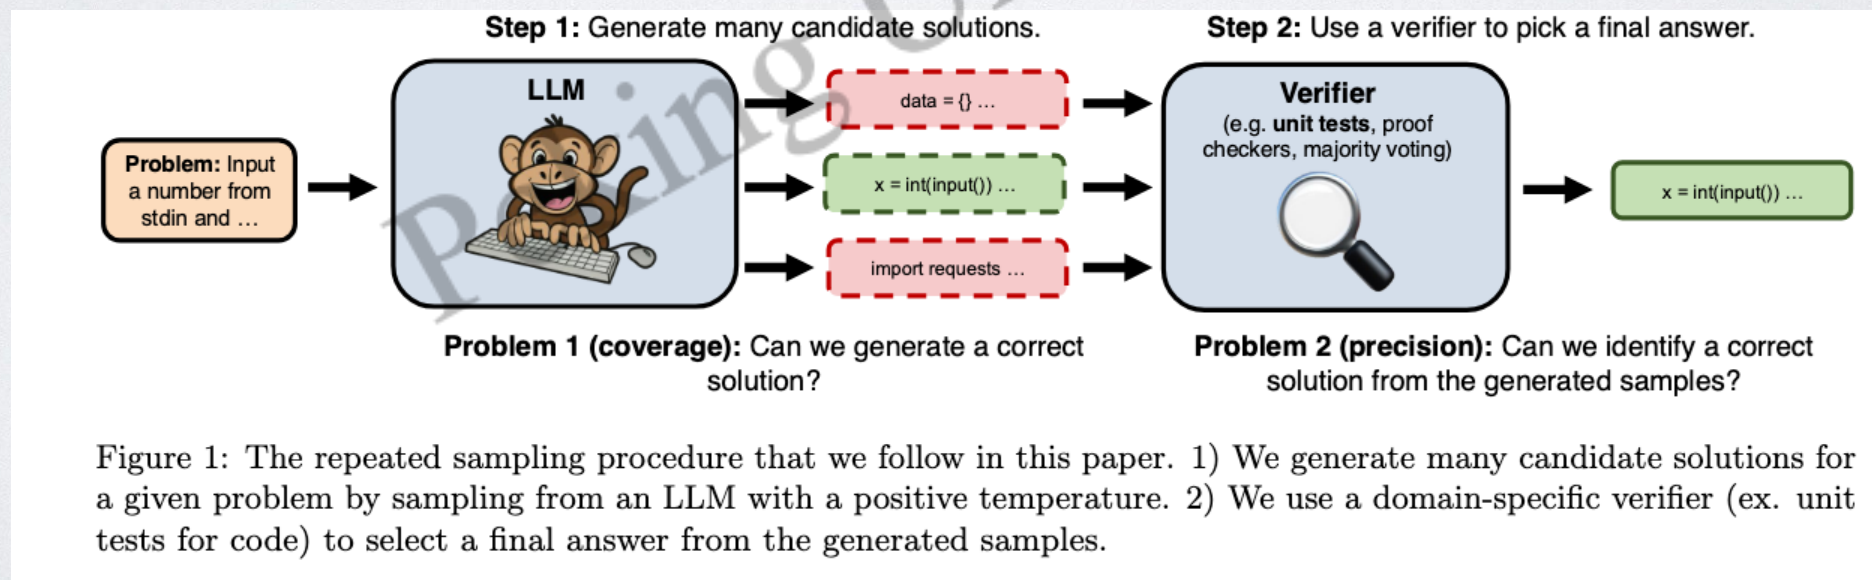 Step 1: Generate many candidate solutions.
Step 2: Use a verifier to pick a final answer.
Problem: Input
a number from
stdin and ...
LLM
data = {} ...
x = int(input()) ...
import requests ...
Verifier
(e.g. unit tests, proof
checkers, majority voting)
x = int(input()) ...
Problem 1 (coverage): Can we generate a correct
solution?
Problem 2 (precision): Can we identify a correct
solution from the generated samples?
Figure 1: The repeated sampling procedure that we follow in this paper. 1) We generate many candidate solutions for
a given problem by sampling from an LLM with a positive temperature. 2) We use a domain-specific verifier (ex. unit
tests for code) to select a final answer from the generated samples.